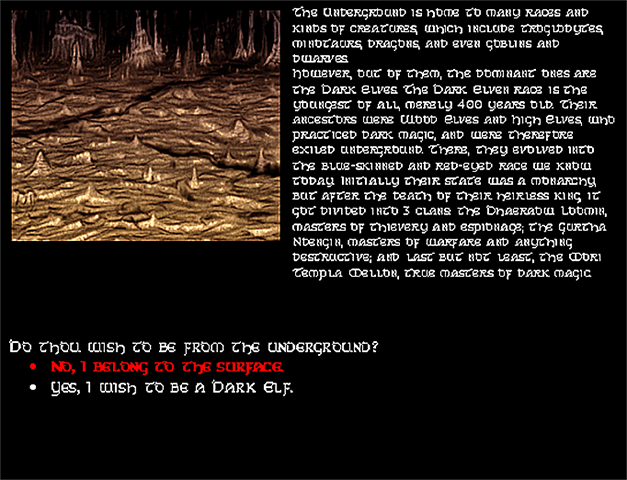 The Underground is home to many races and
kinds of creatures, which include troglodytes,
minotaurs, dragons, and even goblins and
dwarves.
However, out of them, the dominant ones are
the Dark Elves. The Dark Elven race is the
youngest of all, merely 400 years old. Their
ancestors were Wood Elves and High Elves, who
practiced dark magic, and were therefore
exiled underground. There, they evolved into
the blue-skinned and red-eyed race we know
today. Initially their state was a monarchy,
but after the death of their heirless king, it
got divided into 3 clans: the Dhaeraow Loomin,
masters of thievery and espionage; the Gurtha
Ndengin, masters of warfare and anything
destructive; and last but not least, the Mori
Templa Mellon, true masters of dark magic.
Do thou wish to be from the underground?
• No, I belong to the surface.
• Yes, I wish to be a Dark Elf.